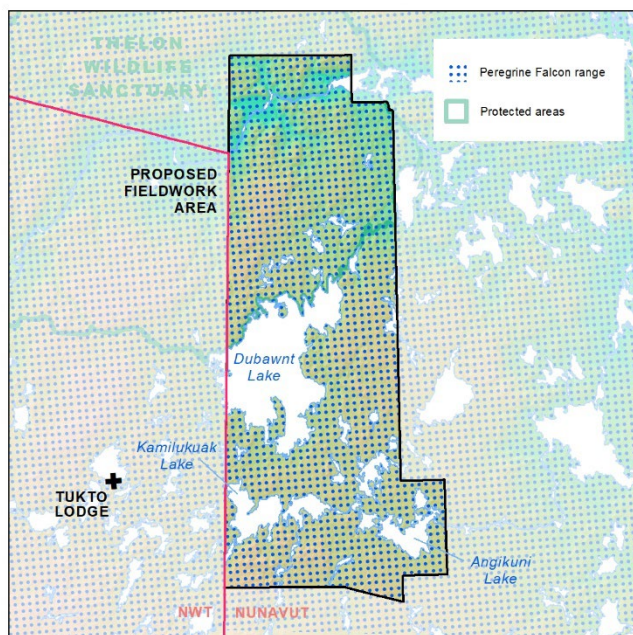 THELON
WILDLIFE
SANCTUARY
Peregrine Falcon range
Protected areas
PROPOSED
FIELDWORK
AREA
Dubawnt
Lake
Kamilukuak
Lake
TUKTO
LODGE
Angikuni
Lake
NWT NUNAVUT